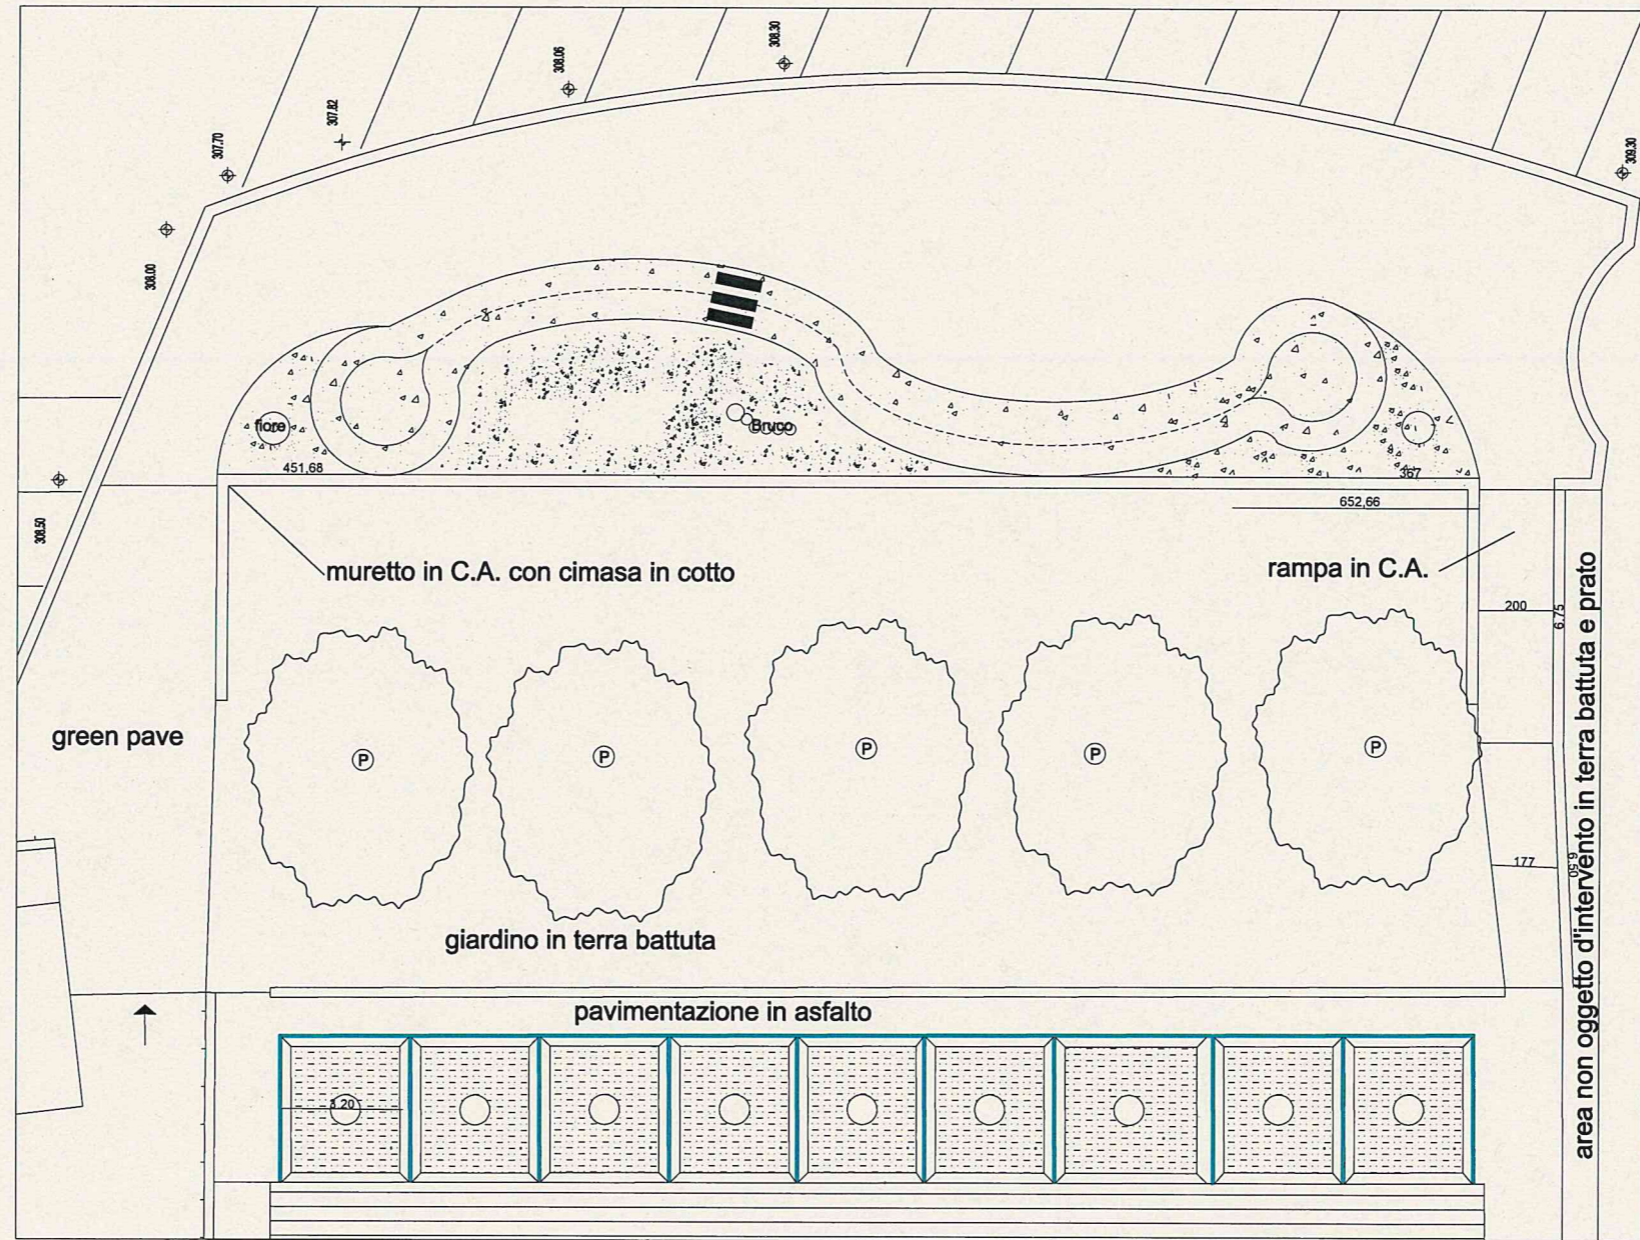 308.30
308.06
307.82
307.70
309.30
308.00
fiore
Bruco
451,68
367
652,66
308.50
muretto in C.A. con cimasa in cotto
rampa in C.A.
200
6.75
green pave
P
P
P
P
P
177
6.50
area non oggetto d'intervento in terra battuta e prato
giardino in terra battuta
pavimentazione in asfalto
3.20